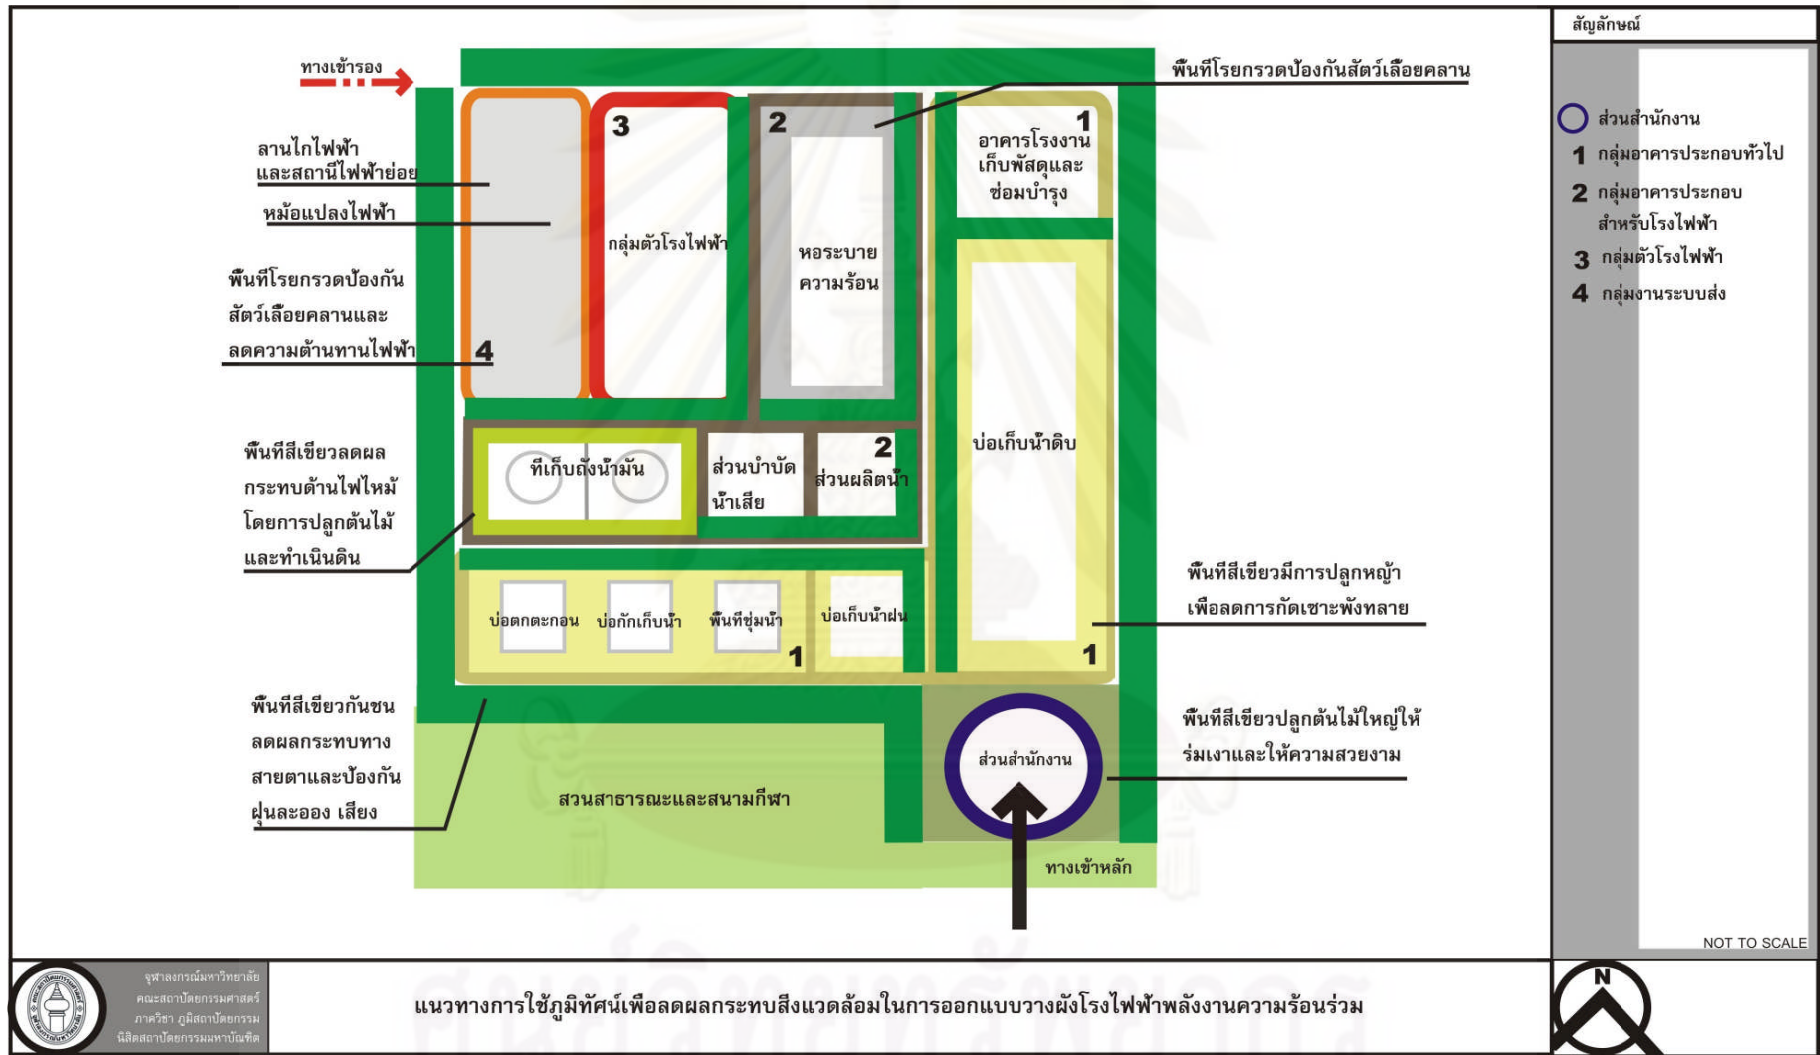 สัญลักษณ์
ทางเข้ารอง
พื้นที่โรยกรวดป้องกันสัตว์เลื้อยคลาน
ลานไกไฟฟ้า
และสถานีไฟฟ้าย่อย
หม้อแปลงไฟฟ้า
พื้นที่โรยกรวดป้องกัน
สัตว์เลื้อยคลานและ
ลดความต้านทานไฟฟ้า
4
3
กลุ่มตัวโรงไฟฟ้า
2
หอระบาย
ความร้อน
1
อาคารโรงงาน
เก็บพัสดุและ
ซ่อมบำรุง
บ่อเก็บน้ำดิบ
1
ส่วนสำนักงาน
1 กลุ่มอาคารประกอบทั่วไป
2 กลุ่มอาคารประกอบ
สำหรับโรงไฟฟ้า
3 กลุ่มตัวโรงไฟฟ้า
4 กลุ่มงานระบบส่ง
พื้นที่สีเขียวลดผล
กระทบด้านไฟไหม้
โดยการปลูกต้นไม้
และทำเนินดิน
ที่เก็บถังน้ำมัน
ส่วนบำบัด
น้ำเสีย
2
ส่วนผลิตน้ำ
บ่อตกตะกอน
บ่อกักเก็บน้ำ
พื้นที่ชุ่มน้ำ
1
บ่อเก็บน้ำฝน
พื้นที่สีเขียวมีการปลูกหญ้า
เพื่อลดการกัดเซาะพังทลาย
พื้นที่สีเขียวกันชน
ลดผลกระทบทาง
สายตาและป้องกัน
ฝุ่นละออง เสียง
สวนสาธารณะและสนามกีฬา
ส่วนสำนักงาน
ทางเข้าหลัก
พื้นที่สีเขียวปลูกต้นไม้ใหญ่ให้
ร่มเงาและให้ความสวยงาม
NOT TO SCALE
จุฬาลงกรณ์มหาวิทยาลัย
คณะสถาปัตยกรรมศาสตร์
ภาควิชา ภูมิสถาปัตยกรรม
นิสิตสถาปัตยกรรมมหาบัณฑิต
แนวทางการใช้ภูมิทัศน์เพื่อลดผลกระทบสิ่งแวดล้อมในการออกแบบวางผังโรงไฟฟ้าพลังงานความร้อนร่วม
N